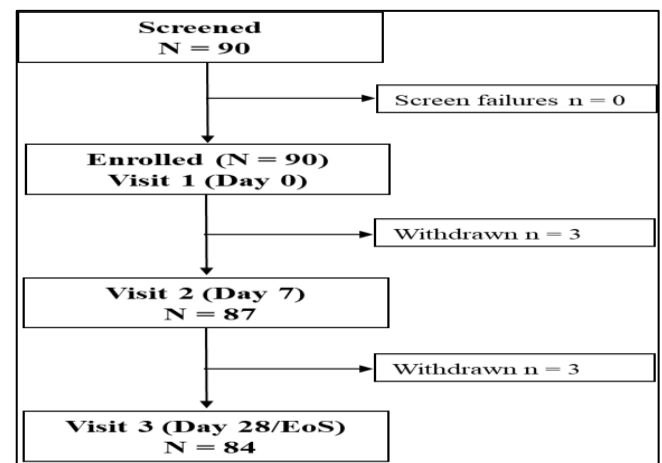 Screened
N = 90
Screen failures n = 0
Enrolled (N = 90)
Visit 1 (Day 0)
Withdrawn n = 3
Visit 2 (Day 7)
N = 87
Withdrawn n = 3
Visit 3 (Day 28/EoS)
N = 84